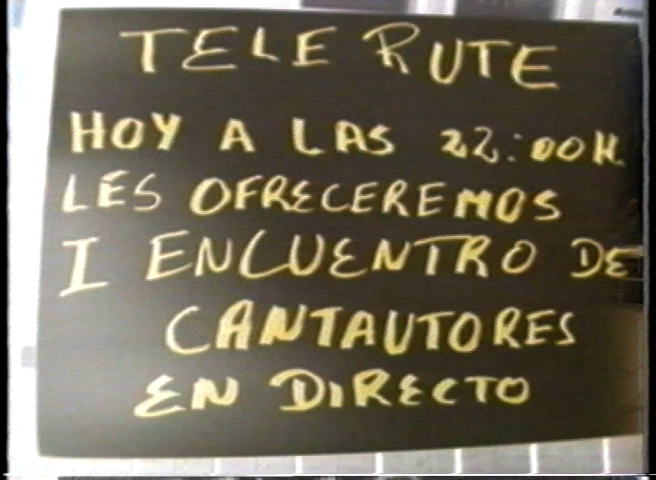 TELE RUTE
HOY A LAS 22:00H
LES OFRECEREMOS
I ENCUENTRO DE
CANTAUTORES
EN DIRECTO